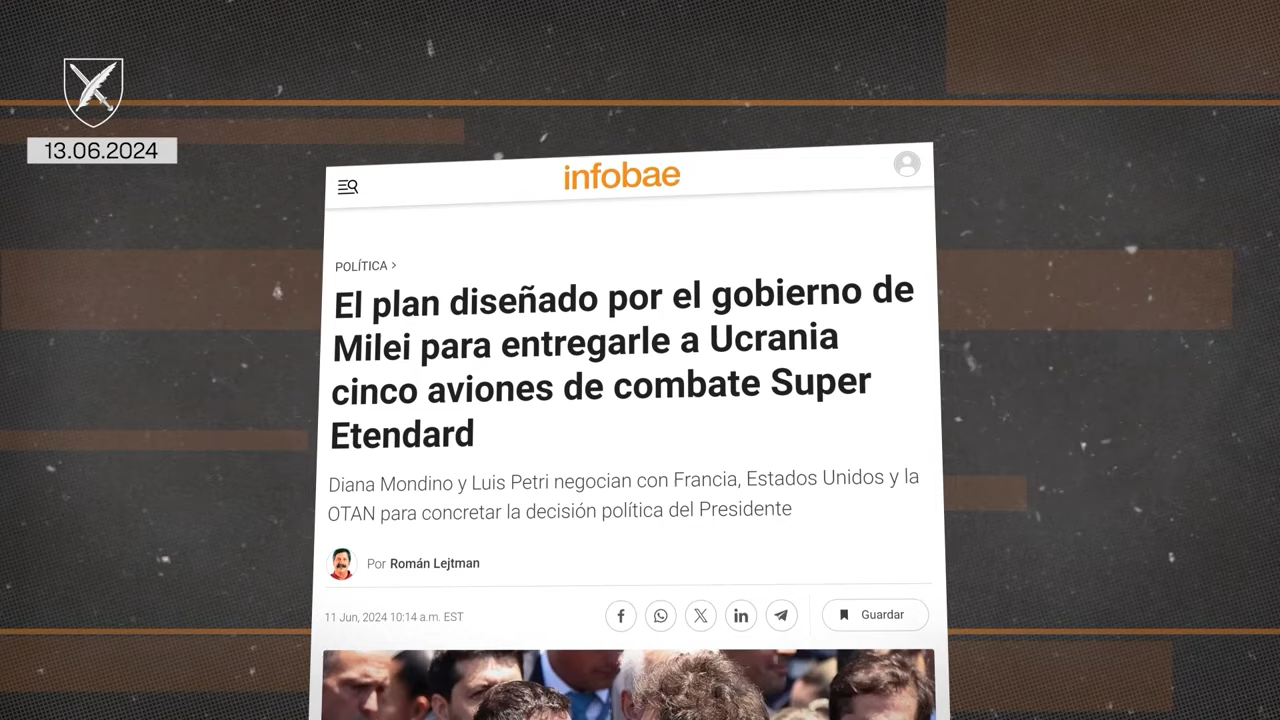 13.06.2024
infobae
POLÍTICA >
El plan diseñado por el gobierno de
Milei para entregarle a Ucrania
cinco aviones de combate Super
Etendard
Diana Mondino y Luis Petri negocian con Francia, Estados Unidos y la
OTAN para concretar la decisión política del Presidente
Por Román Lejtman
11 Jun, 2024 10:14 a.m. EST
Guardar